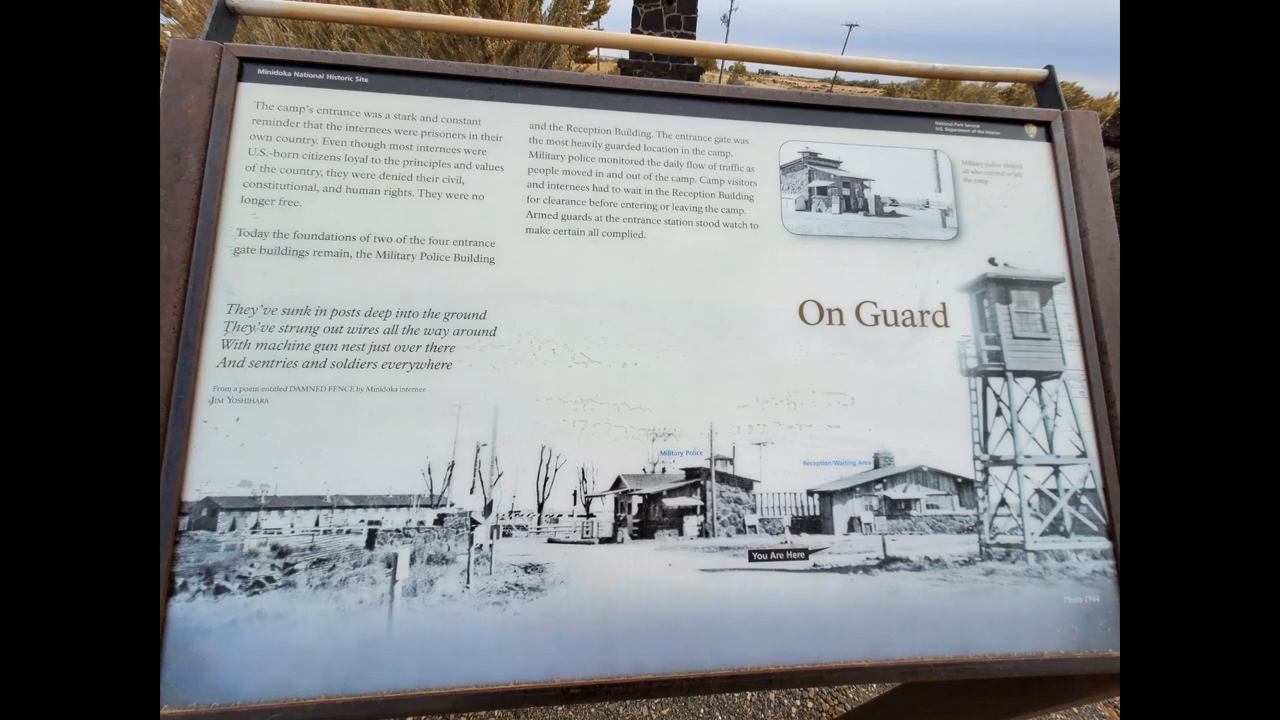 Minidoka National Historic Site
National Park Service
U.S. Department of the Interior
The camp's entrance was a stark and constant
reminder that the internees were prisoners in their
own country. Even though most internees were
U.S.-born citizens loyal to the principles and values
of the country, they were denied their civil,
constitutional, and human rights. They were no
longer free.
Today the foundations of two of the four entrance
gate buildings remain, the Military Police Building
and the Reception Building. The entrance gate was
the most heavily guarded location in the camp.
Military police monitored the daily flow of traffic as
people moved in and out of the camp. Camp visitors
and internees had to wait in the Reception Building
for clearance before entering or leaving the camp.
Armed guards at the entrance station stood watch to
make certain all complied.
Military police viewed
all who entered or left
the camp.
On Guard
They've sunk in posts deep into the ground
They've strung out wires all the way around
With machine gun nest just over there
And sentries and soldiers everywhere
From a poem entitled DAMNED FENCE by Minidoka internee
JIM YOSHIHARA
Military Police
Reception/Waiting Area
You Are Here
Photo 1944